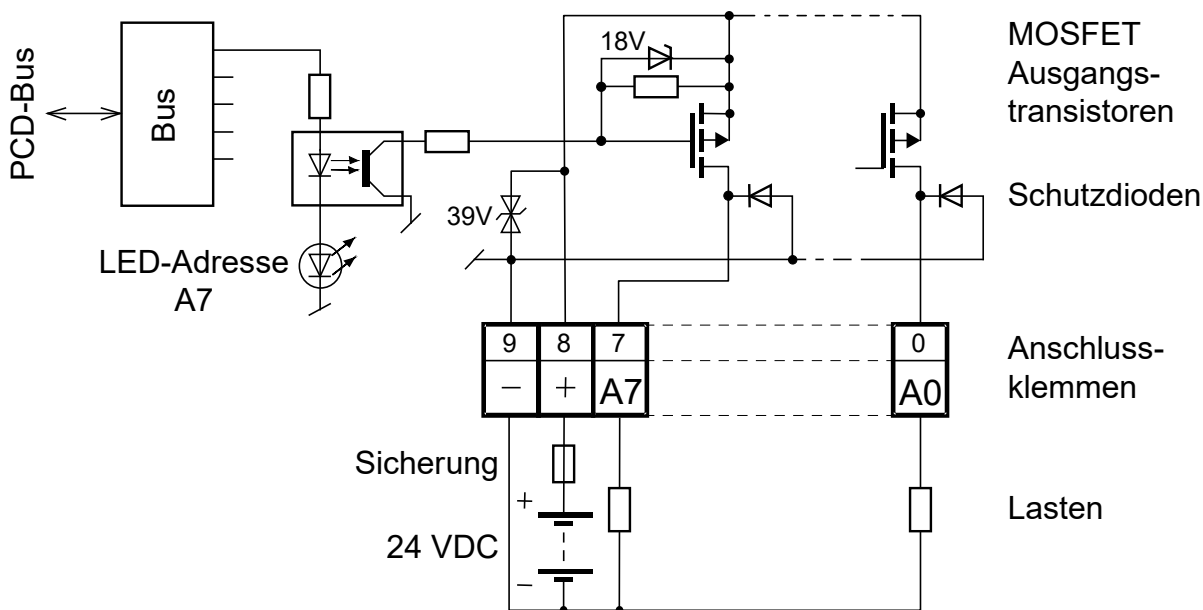 PCD-Bus
Bus
18V
39V
MOSFET
Ausgangs-
transistoren
Schutzdioden
LED-Adresse
A7
9 8 7 0
− + A7 A0
Anschluss-
klemmen
Sicherung
+
24 VDC
−
Lasten